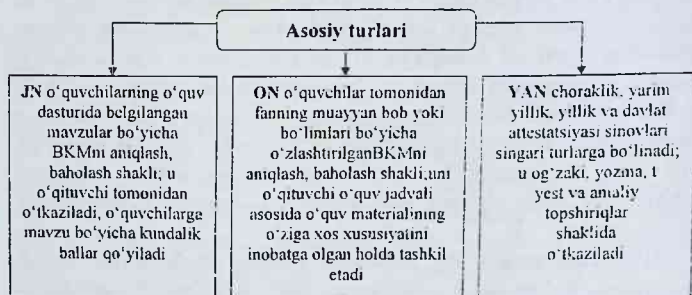 Asosiy turlari
JN o‘quvchilarning o‘quv
dasturida belgilangan
mavzular bo‘yicha
BKMni aniqlash,
baholash shakli; u
o‘qituvchi tomonidan
o‘tkaziladi, o‘quvchilarga
mavzu bo‘yicha kundalik
ballar qo‘yiladi
ON o‘quvchilar tomonidan
fanning muayyan bob yoki
bo‘limlari bo‘yicha
o‘zlashtirilganBKMni
aniqlash, baholash shakli,uni
o‘qituvchi o‘quv jadvali
asosida o‘quv materialining
o‘ziga xos xususiyatini
inobatga olgan holda tashkil
etadi
YAN choraklik, yarim
yillik, yillik va davlat
attestatsiyasi sinovlari
singari turlarga bo‘linadi;
u og‘zaki, yozma, t
yest va amaliy
topshiriqlar
shaklida
o‘tkaziladi